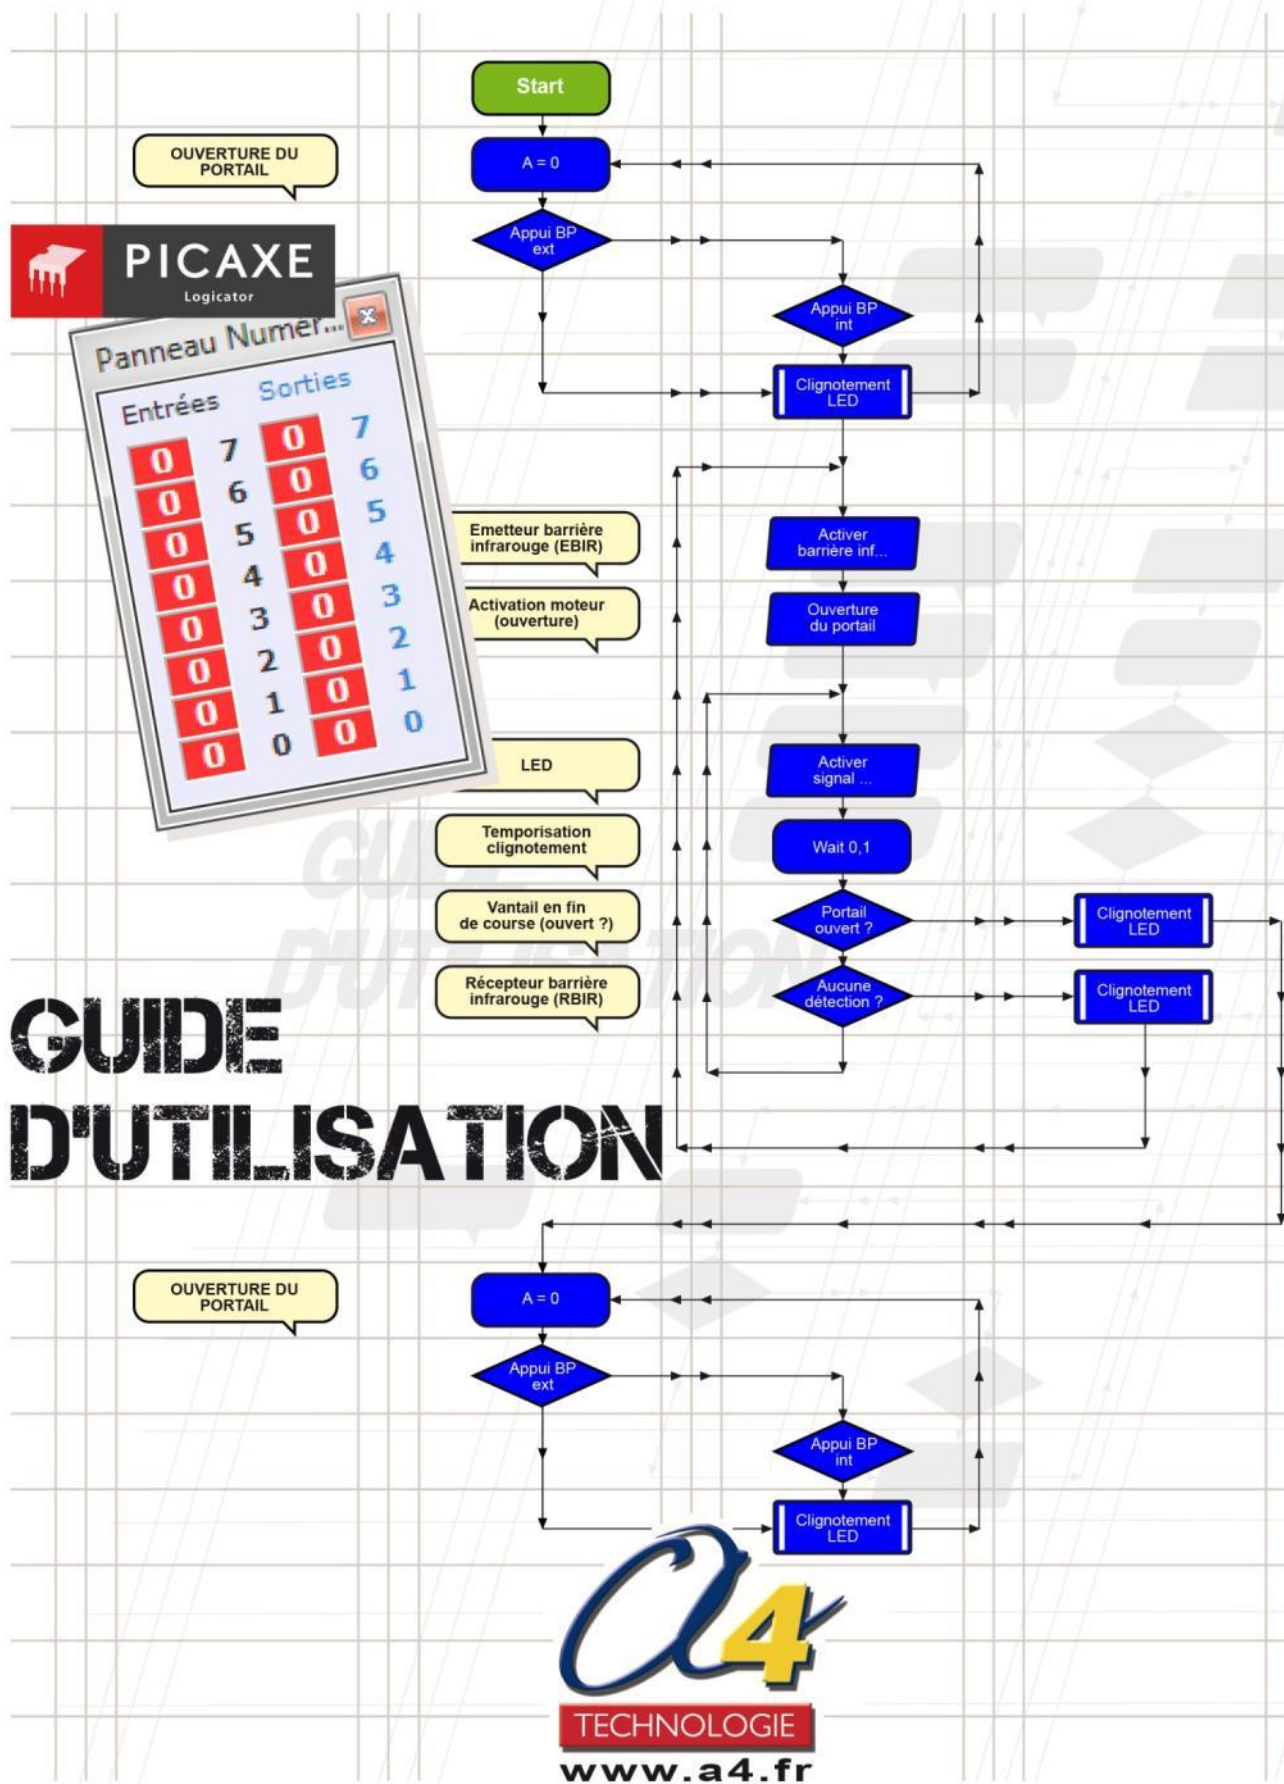 Start
OUVERTURE DU
PORTAIL
A = 0
Appui BP
ext
PICAXE
Logicator
Appui BP
int
Panneau Numér...
Clignotement
LED
Entrées Sorties
0 7 0 7
0 6 0 6
0 5 0 5
0 4 0 4
0 3 0 3
0 2 0 2
0 1 0 1
0 0 0 0
Emetteur barrière
infrarouge (EBIR)
Activer
barrière inf...
Activation moteur
(ouverture)
Ouverture
du portail
LED
Activer
signal ...
Temporisation
clignotement
Wait 0,1
Vantail en fin
de course (ouvert ?)
Portail
ouvert ?
Clignotement
LED
Récepteur barrière
infrarouge (RBIR)
Aucune
détection ?
Clignotement
LED
GUIDE
D'UTILISATION
GUIDE
D'UTILISATION
OUVERTURE DU
PORTAIL
A = 0
Appui BP
ext
Appui BP
int
Clignotement
LED
a4
TECHNOLOGIE
www.a4.fr